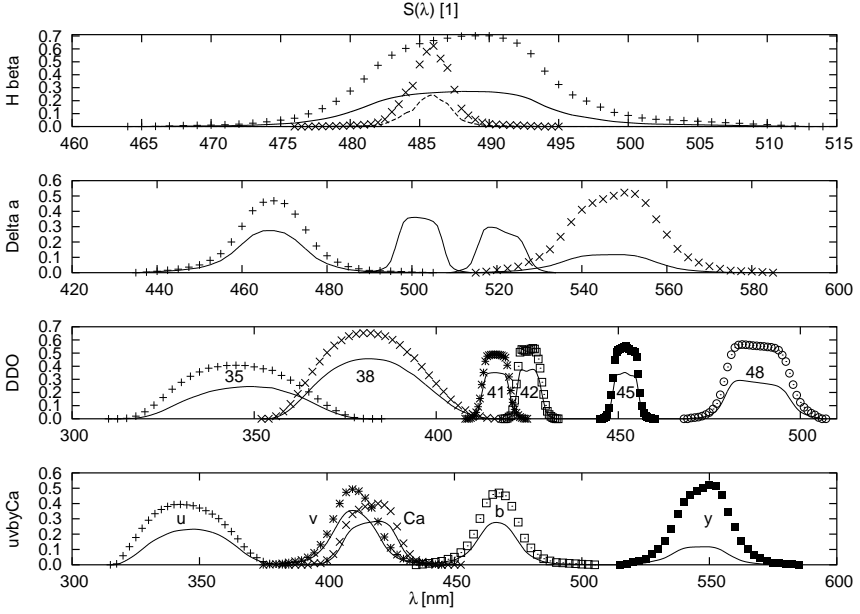 S(λ) [1]
H beta
0.7
0.6
0.5
0.4
0.3
0.2
0.1
0.0
460 465 470 475 480 485 490 495 500 505 510 515
Delta a
0.6
0.5
0.4
0.3
0.2
0.1
0.0
420 440 460 480 500 520 540 560 580 600
DDO
0.7
0.6
0.5
0.4
0.3
0.2
0.1
0.0
35 38 41 42 45 48
300 350 400 450 500
uvbyCa
0.6
0.5
0.4
0.3
0.2
0.1
0.0
u v Ca b y
300 350 400 450 500 550 600
λ [nm]